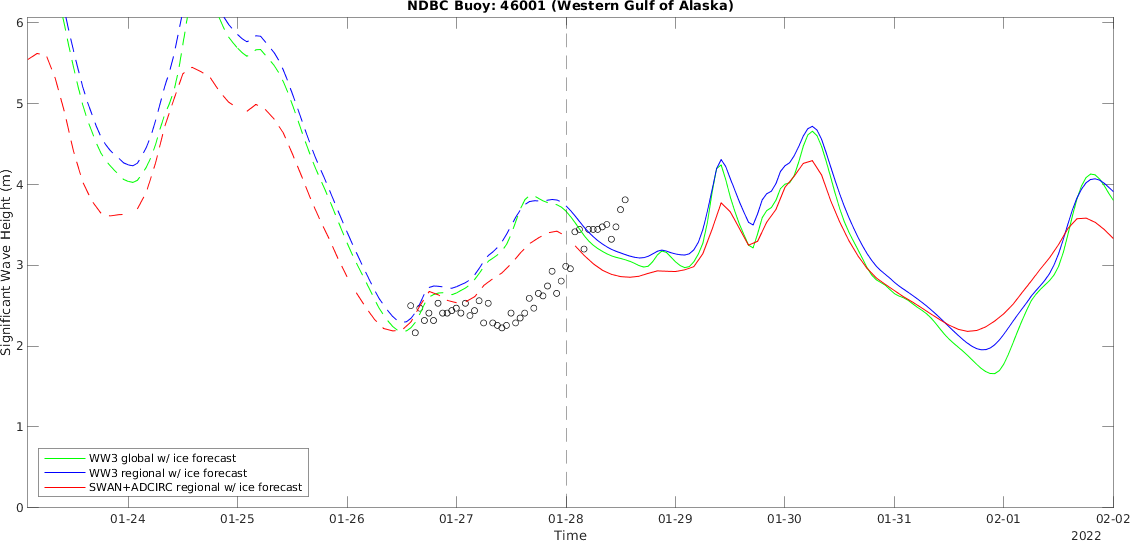 NDBC Buoy: 46001 (Western Gulf of Alaska)
Significant Wave Height (m)
6
5
4
3
2
1
0
WW3 global w/ ice forecast
WW3 regional w/ ice forecast
SWAN+ADCIRC regional w/ ice forecast
01-24 01-25 01-26 01-27 01-28 01-29 01-30 01-31 02-01 02-02
Time
2022